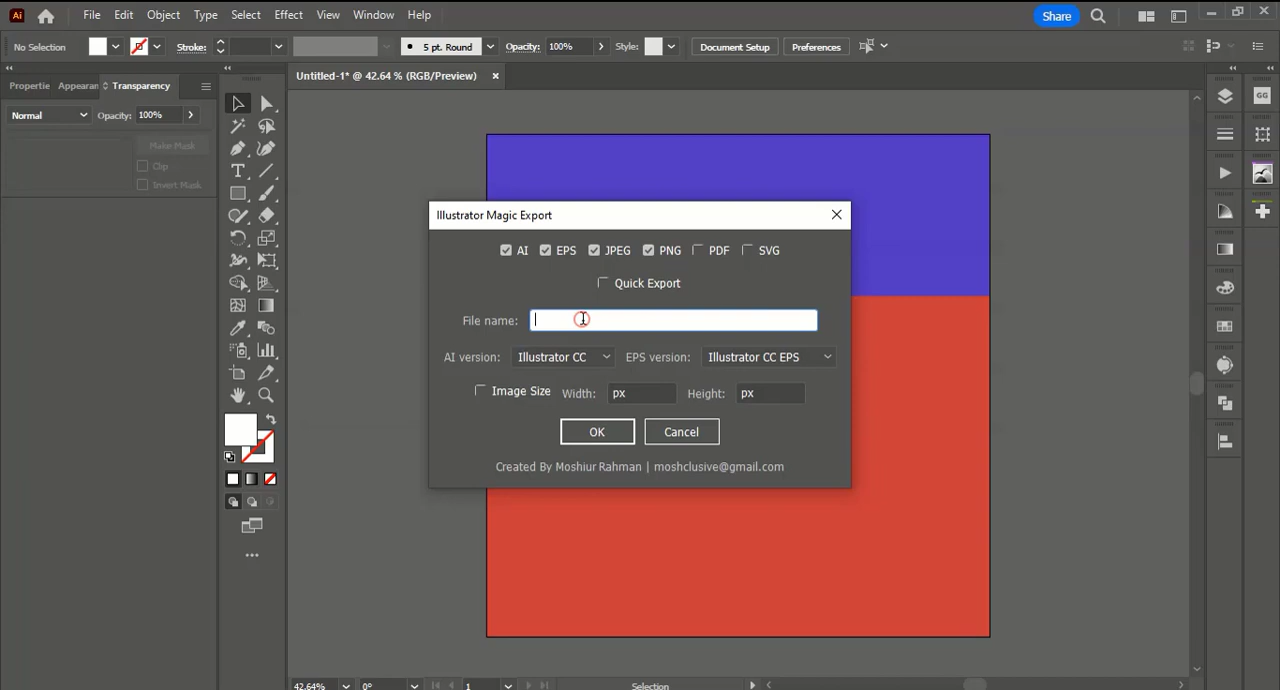 Ai File Edit Object Type Select Effect View Window Help Share
No Selection Stroke: 5 pt. Round Opacity: 100% Style: Document Setup Preferences
Untitled-1* @ 42.64 % (RGB/Preview)
Propertie Appearan Transparency
Normal Opacity: 100%
Make Mask
Clip
Invert Mask
GG
Illustrator Magic Export
AI EPS JPEG PNG PDF SVG
Quick Export
File name:
AI version: Illustrator CC EPS version: Illustrator CC EPS
Image Size Width: px Height: px
OK Cancel
Created By Moshiur Rahman | moshclusive@gmail.com
42.64% 0° 1 Selection